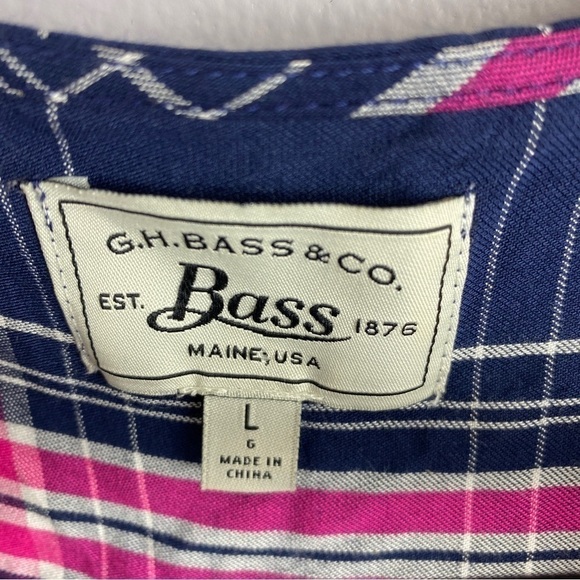 G.H.BASS & CO.
EST. Bass 1876
MAINE, USA
L
G
MADE IN
CHINA